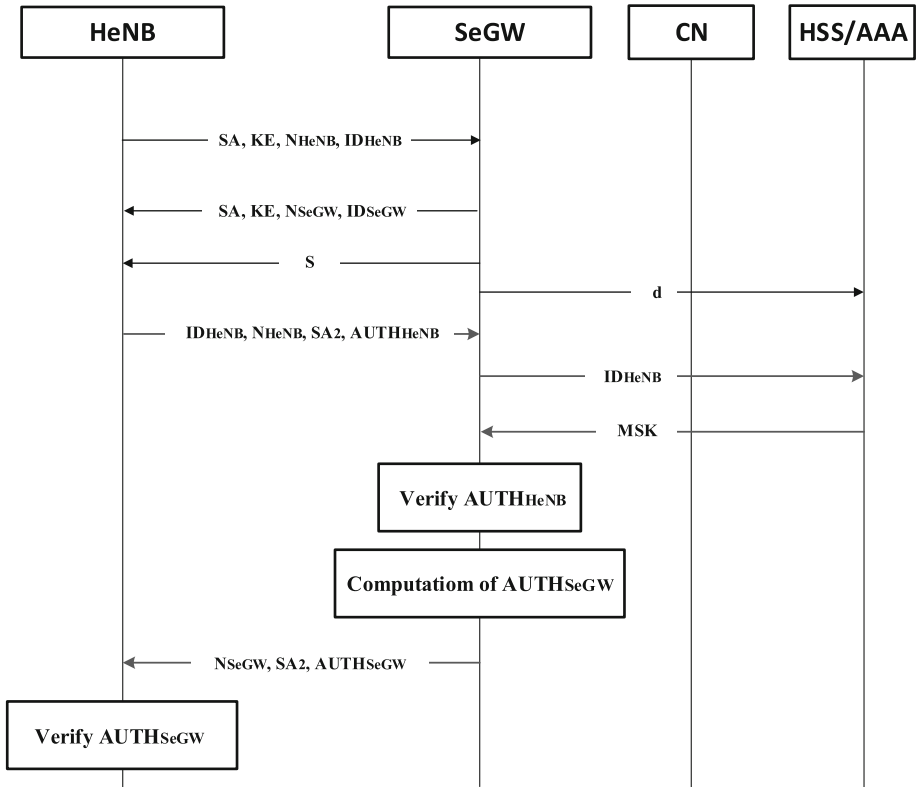 HeNB
SeGW
CN
HSS/AAA
SA, KE, NHeNB, IDHeNB
SA, KE, NSeGW, IDSeGW
S
d
IDHeNB, NHeNB, SA2, AUTHHeNB
IDHeNB
MSK
Verify AUTHHeNB
Computatiom of AUTHSeGW
NSeGW, SA2, AUTHSeGW
Verify AUTHSeGW